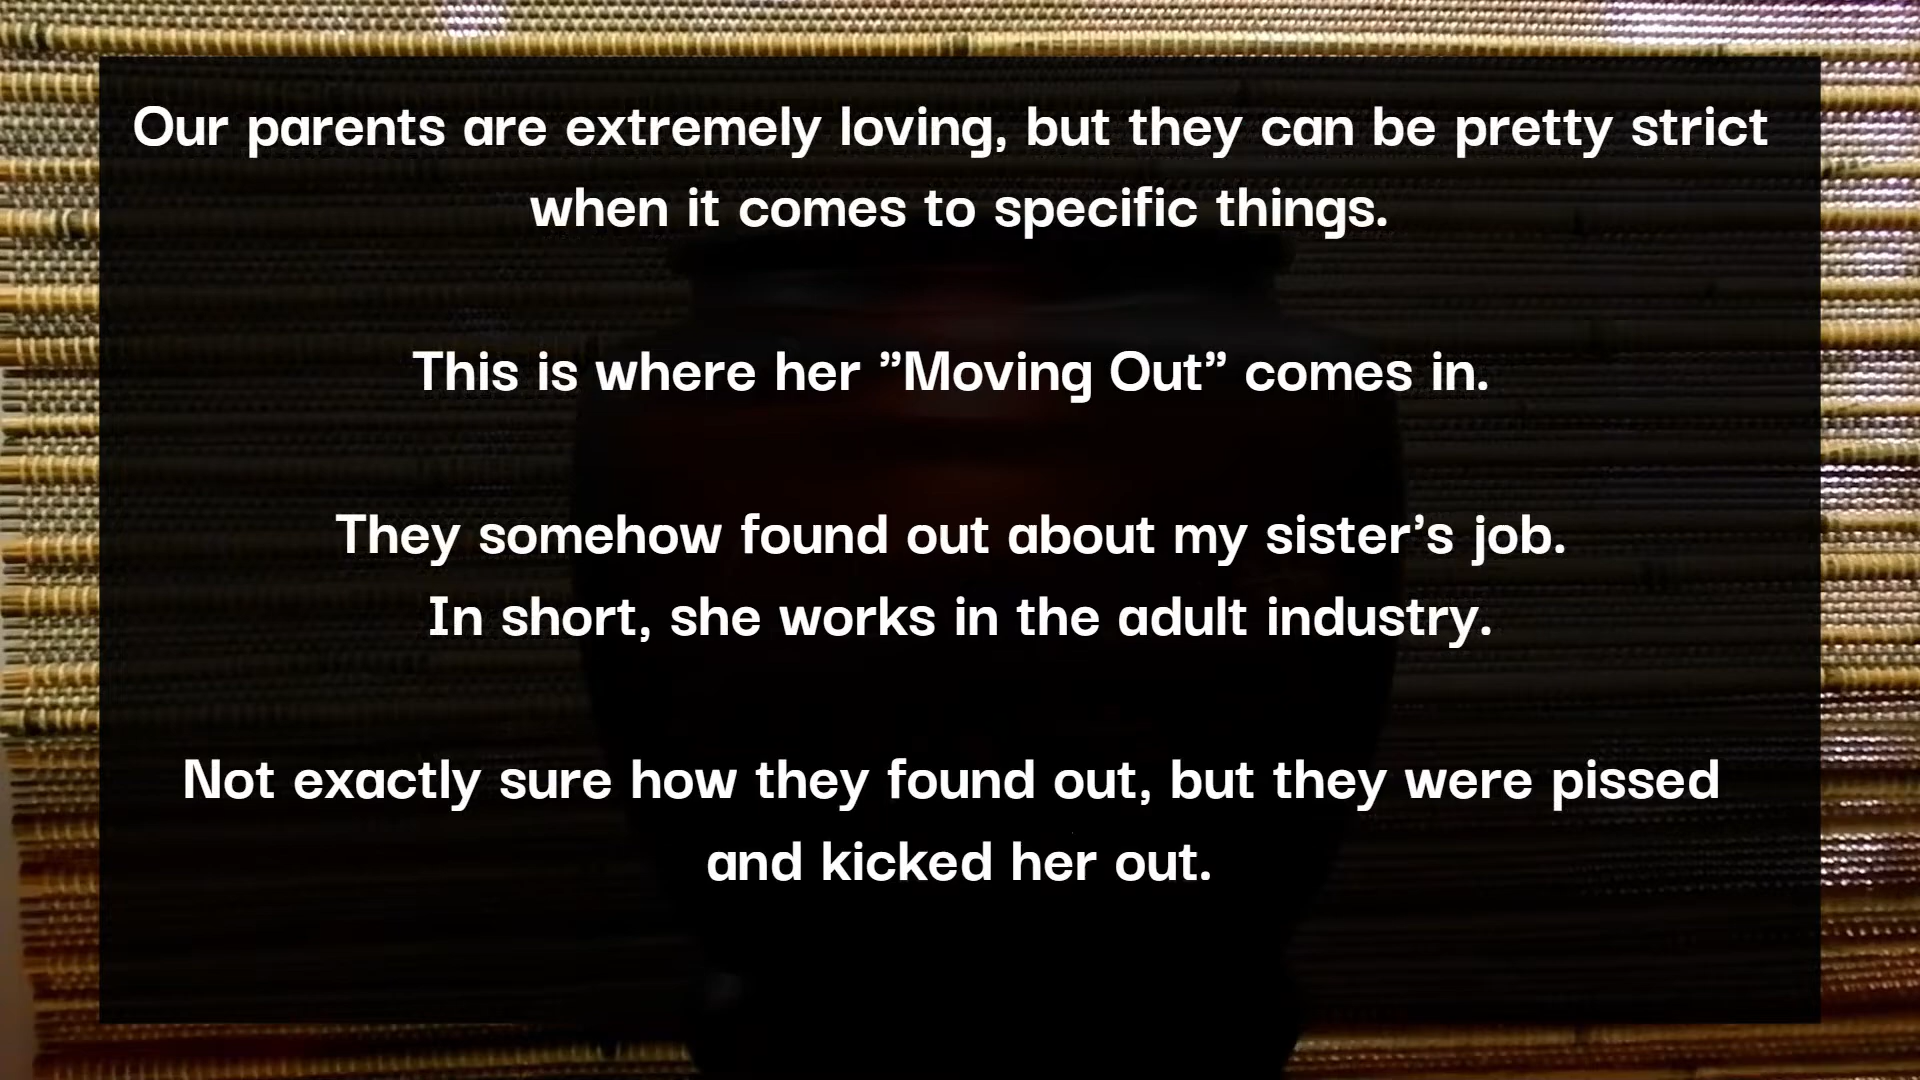 Our parents are extremely loving, but they can be pretty strict
when it comes to specific things.
This is where her ”Moving Out” comes in.
They somehow found out about my sister’s job.
In short, she works in the adult industry.
Not exactly sure how they found out, but they were pissed
and kicked her out.